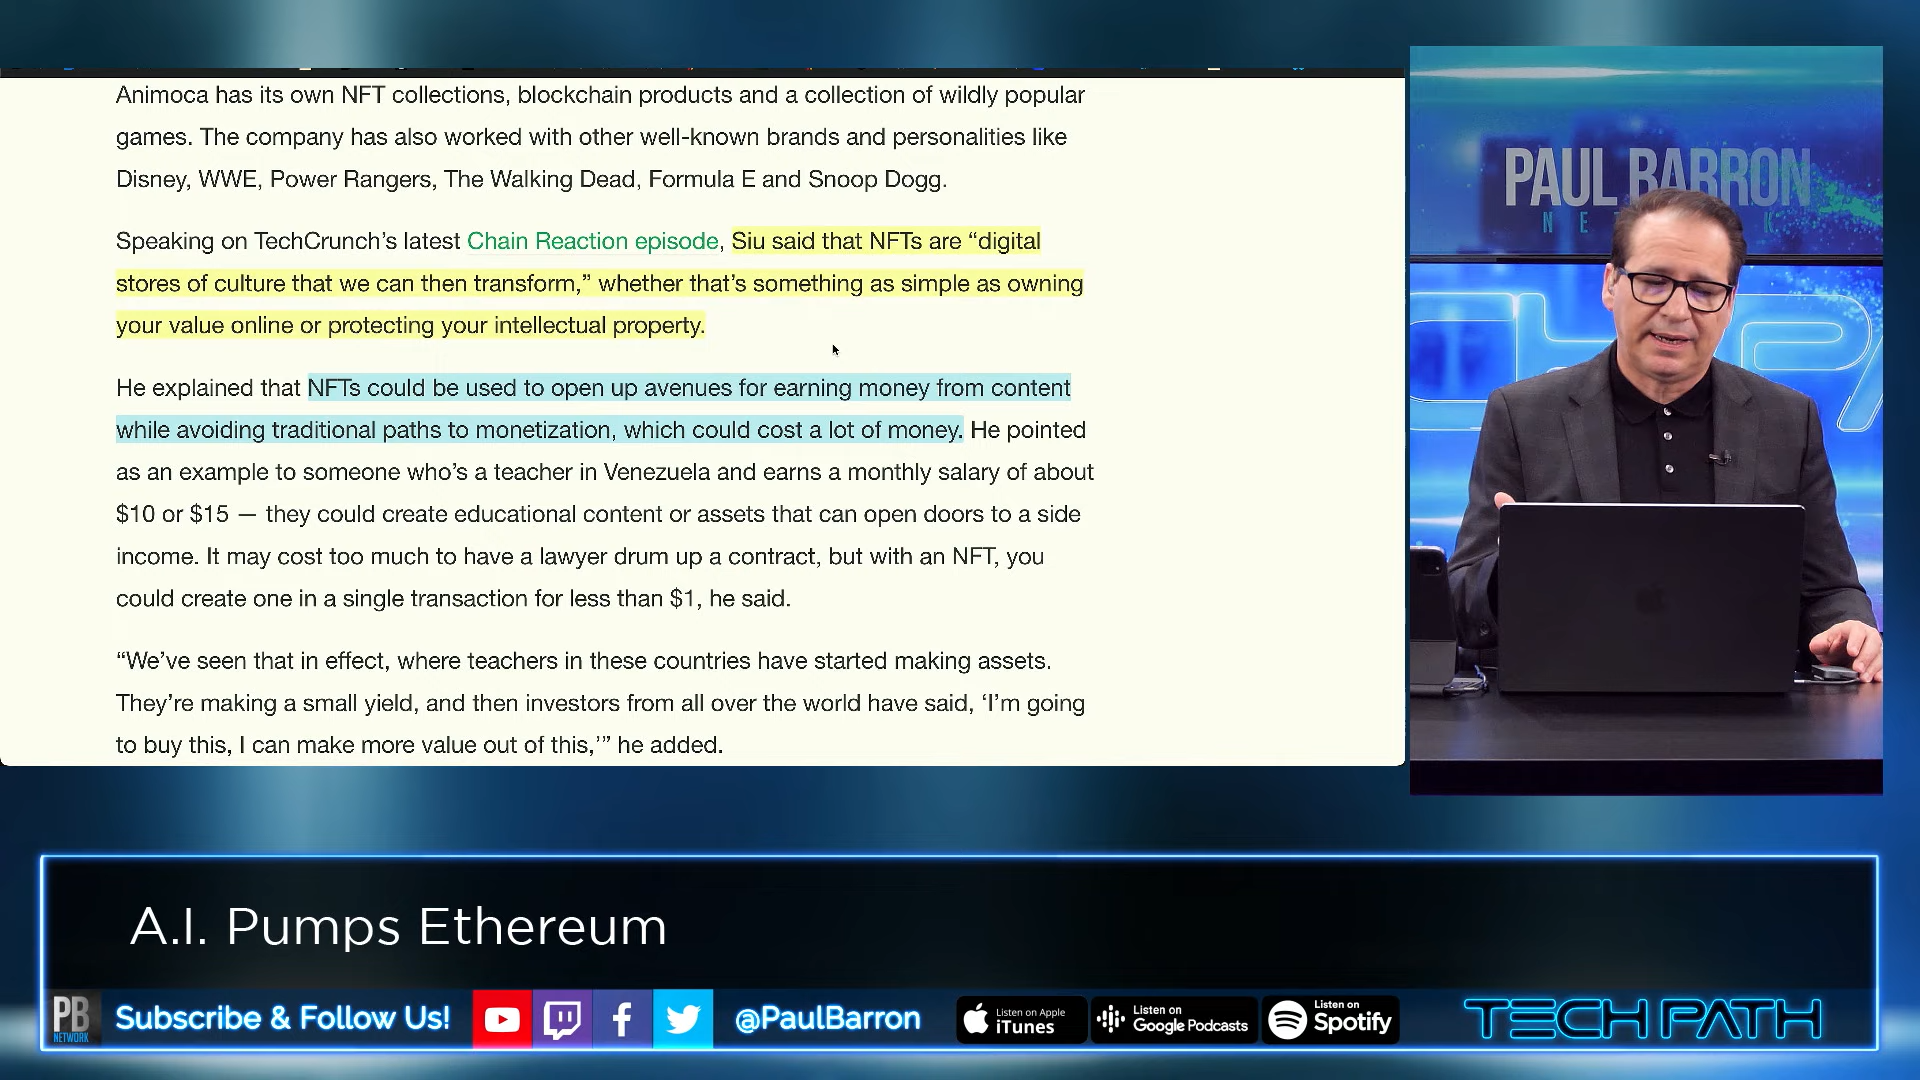 Animoca has its own NFT collections, blockchain products and a collection of wildly popular
games. The company has also worked with other well-known brands and personalities like
Disney, WWE, Power Rangers, The Walking Dead, Formula E and Snoop Dogg.
Speaking on TechCrunch’s latest Chain Reaction episode, Siu said that NFTs are “digital
stores of culture that we can then transform,” whether that’s something as simple as owning
your value online or protecting your intellectual property.
He explained that NFTs could be used to open up avenues for earning money from content
while avoiding traditional paths to monetization, which could cost a lot of money. He pointed
as an example to someone who’s a teacher in Venezuela and earns a monthly salary of about
$10 or $15 — they could create educational content or assets that can open doors to a side
income. It may cost too much to have a lawyer drum up a contract, but with an NFT, you
could create one in a single transaction for less than $1, he said.
“We’ve seen that in effect, where teachers in these countries have started making assets.
They’re making a small yield, and then investors from all over the world have said, ‘I’m going
to buy this, I can make more value out of this,’” he added.
PAUL BARRON
A.I. Pumps Ethereum
PB
NETWORK
Subscribe & Follow Us!
@PaulBarron
Listen on Apple
iTunes
Listen on
Google Podcasts
Listen on
Spotify
TECH PATH